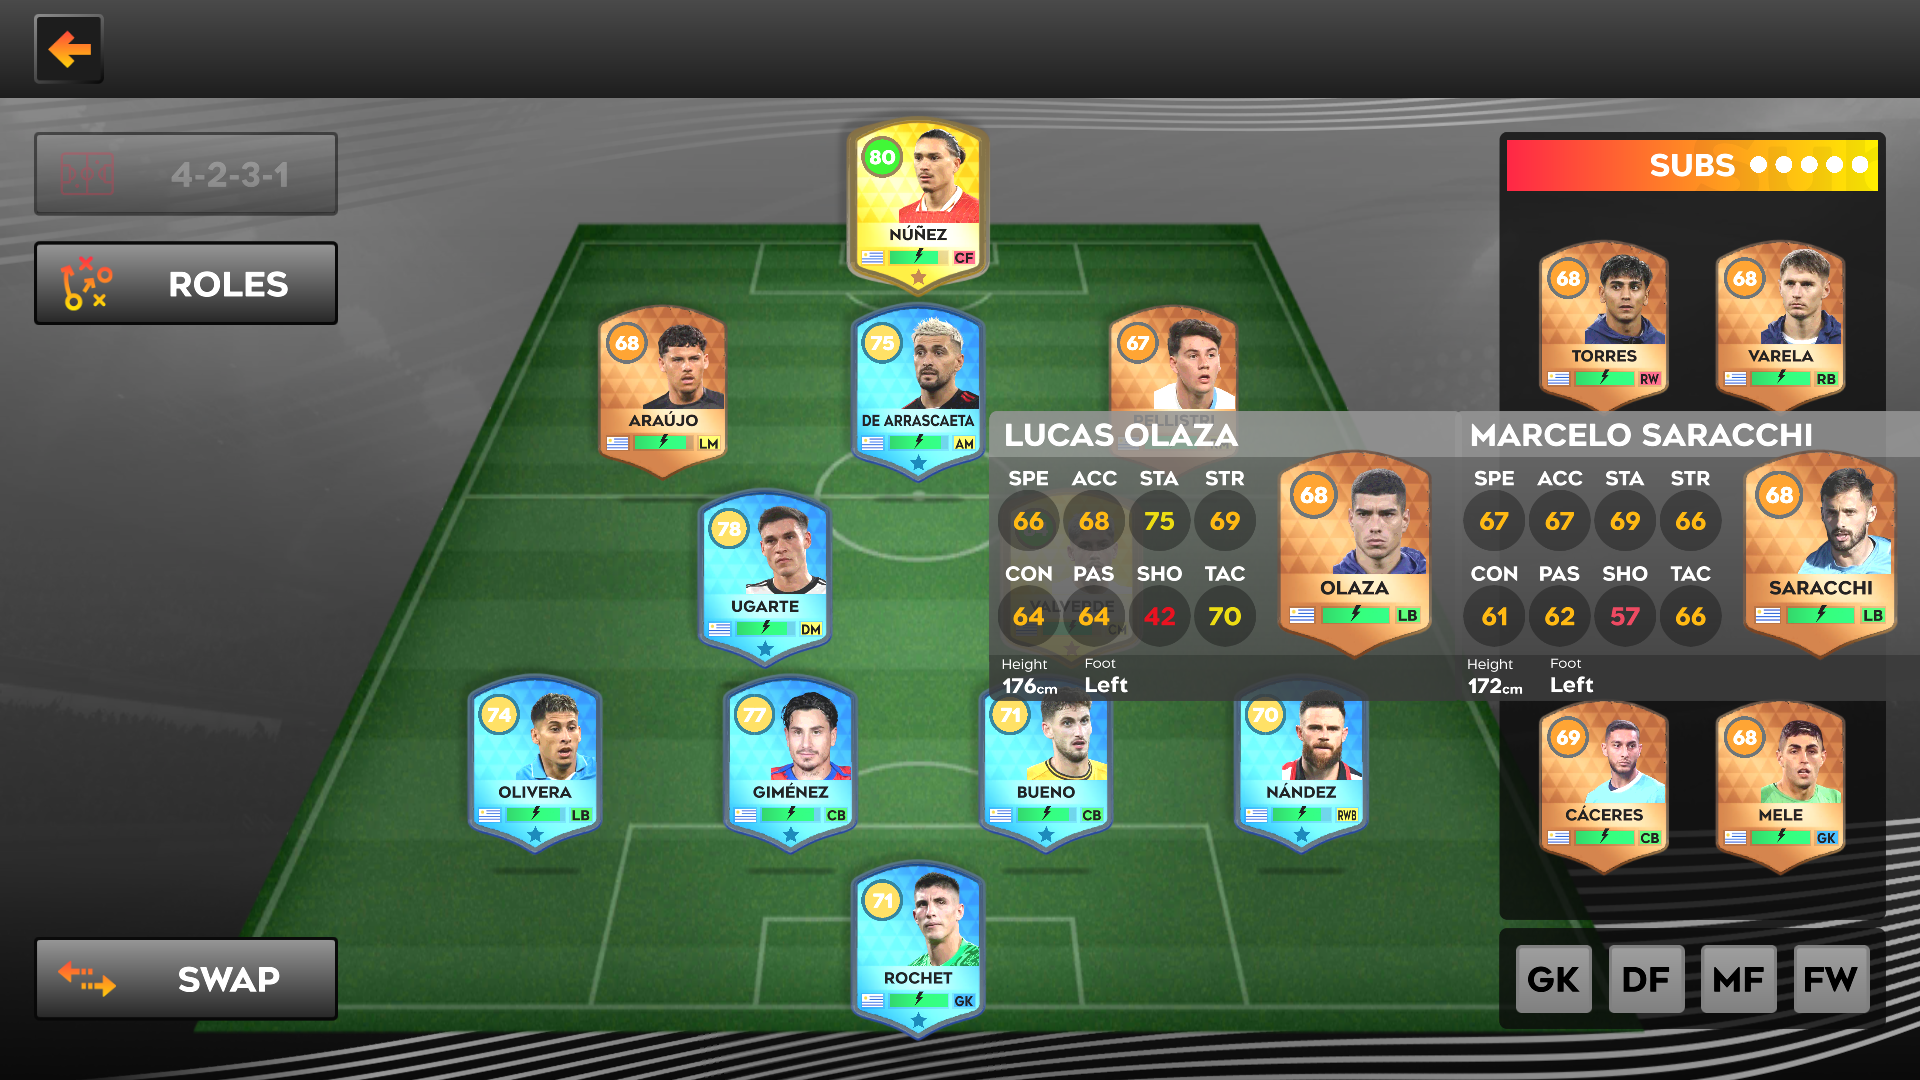 4-2-3-1
ROLES
SWAP
80
NÚÑEZ
CF
68
ARAÚJO
LM
75
DE ARRASCAETA
AM
67
PELLISTRI
78
UGARTE
DM
VALVERDE
CM
74
OLIVERA
LB
77
GIMÉNEZ
CB
71
BUENO
CB
70
NÁNDEZ
RWB
71
ROCHET
GK
LUCAS OLAZA
SPE ACC STA STR
66 68 75 69
CON PAS SHO TAC
64 64 42 70
Height Foot
176cm Left
68
OLAZA
LB
MARCELO SARACCHI
SPE ACC STA STR
67 67 69 66
CON PAS SHO TAC
61 62 57 66
Height Foot
172cm Left
68
SARACCHI
LB
SUBS
68
TORRES
RW
68
VARELA
RB
69
CÁCERES
CB
68
MELE
GK
GK DF MF FW